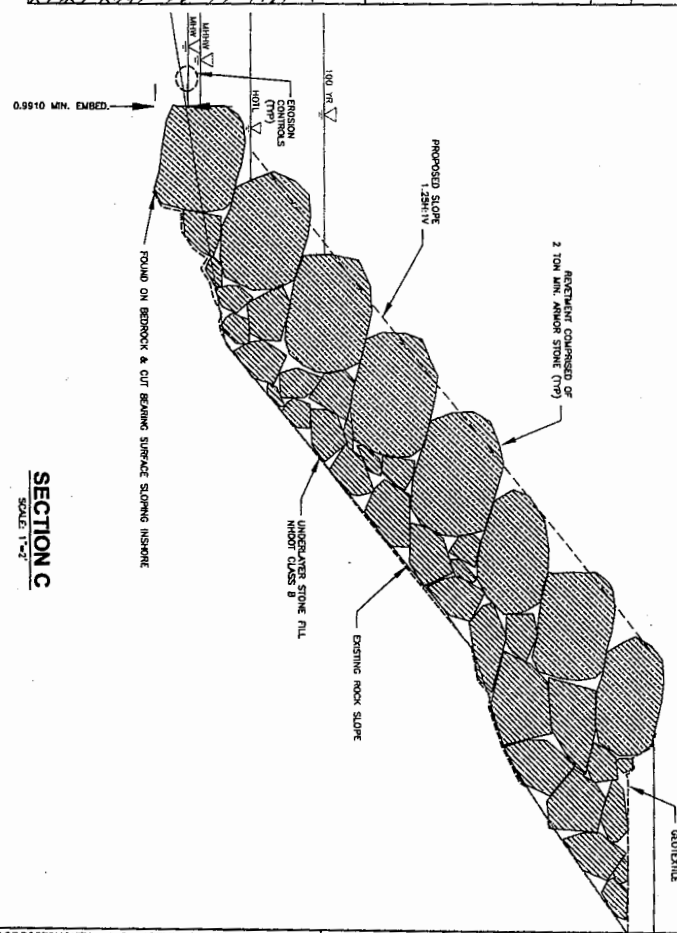 MHW
MHHW
0.9910 MIN. EMBED.
EROSION
CONTROLS
(TYP)
HOTL
100 YR
PROPOSED SLOPE
1.25H:1V
REVETMENT COMPRISED OF
2 TON MIN. ARMOR STONE (TYP)
FOUND ON BEDROCK & CUT BEARING SURFACE SLOPING INSHORE
UNDERLAYER STONE FILL
NHDOT CLASS B
EXISTING ROCK SLOPE
GEOTEXTILE
SECTION C
SCALE: 1"=2'